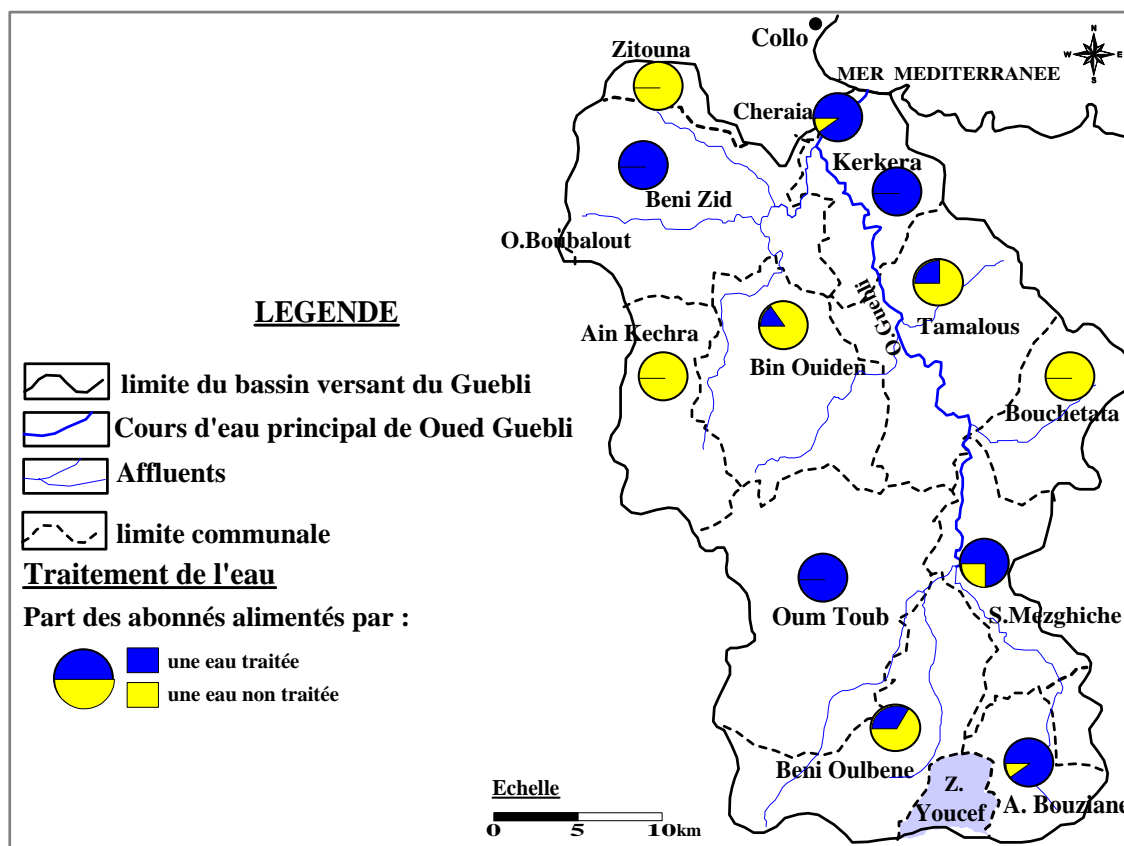 Collo
N
W
E
S
Zitouna
MER MEDITERRANEE
Cheraia
Kerkera
Beni Zid
O.Boubalout
O.Guebli
Tamalous
Ain Kechra
Bin Ouiden
Bouchetata
LEGENDE
limite du bassin versant du Guebli
Cours d'eau principal de Oued Guebli
Affluents
limite communale
Traitement de l'eau
Part des abonnés alimentés par :
une eau traitée
une eau non traitée
Oum Toub
S.Mezghiche
Beni Oulbene
Z.
Youcef
A. Bouziane
Echelle
0 5 10km